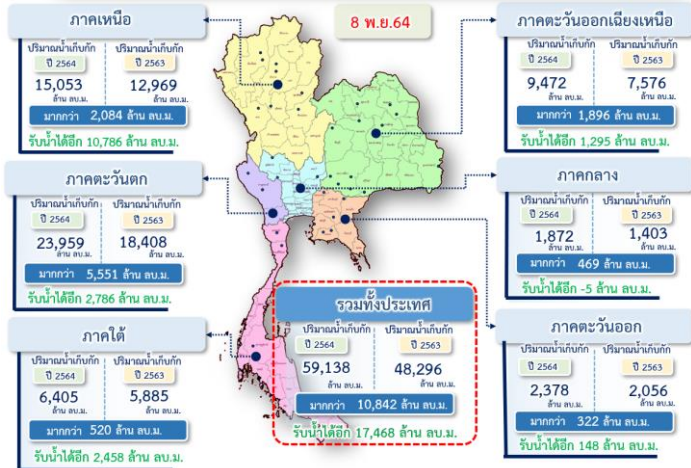 8 พ.ย.64
ภาคเหนือ
ปริมาณน้ำเก็บกัก ปริมาณน้ำเก็บกัก
ปี 2564 ปี 2563
15,053 12,969
ล้าน ลบ.ม. ล้าน ลบ.ม.
มากกว่า 2,084 ล้าน ลบ.ม.
รับน้ำได้อีก 10,786 ล้าน ลบ.ม.
ภาคตะวันออกเฉียงเหนือ
ปริมาณน้ำเก็บกัก ปริมาณน้ำเก็บกัก
ปี 2564 ปี 2563
9,472 7,576
ล้าน ลบ.ม. ล้าน ลบ.ม.
มากกว่า 1,896 ล้าน ลบ.ม.
รับน้ำได้อีก 1,295 ล้าน ลบ.ม.
ภาคตะวันตก
ปริมาณน้ำเก็บกัก ปริมาณน้ำเก็บกัก
ปี 2564 ปี 2563
23,959 18,408
ล้าน ลบ.ม. ล้าน ลบ.ม.
มากกว่า 5,551 ล้าน ลบ.ม.
รับน้ำได้อีก 2,786 ล้าน ลบ.ม.
ภาคกลาง
ปริมาณน้ำเก็บกัก ปริมาณน้ำเก็บกัก
ปี 2564 ปี 2563
1,872 1,403
ล้าน ลบ.ม. ล้าน ลบ.ม.
มากกว่า 469 ล้าน ลบ.ม.
รับน้ำได้อีก -5 ล้าน ลบ.ม.
ภาคใต้
ปริมาณน้ำเก็บกัก ปริมาณน้ำเก็บกัก
ปี 2564 ปี 2563
6,405 5,885
ล้าน ลบ.ม. ล้าน ลบ.ม.
มากกว่า 520 ล้าน ลบ.ม.
รับน้ำได้อีก 2,458 ล้าน ลบ.ม.
รวมทั้งประเทศ
ปริมาณน้ำเก็บกัก ปริมาณน้ำเก็บกัก
ปี 2564 ปี 2563
59,138 48,296
ล้าน ลบ.ม. ล้าน ลบ.ม.
มากกว่า 10,842 ล้าน ลบ.ม.
รับน้ำได้อีก 17,468 ล้าน ลบ.ม.
ภาคตะวันออก
ปริมาณน้ำเก็บกัก ปริมาณน้ำเก็บกัก
ปี 2564 ปี 2563
2,378 2,056
ล้าน ลบ.ม. ล้าน ลบ.ม.
มากกว่า 322 ล้าน ลบ.ม.
รับน้ำได้อีก 148 ล้าน ลบ.ม.